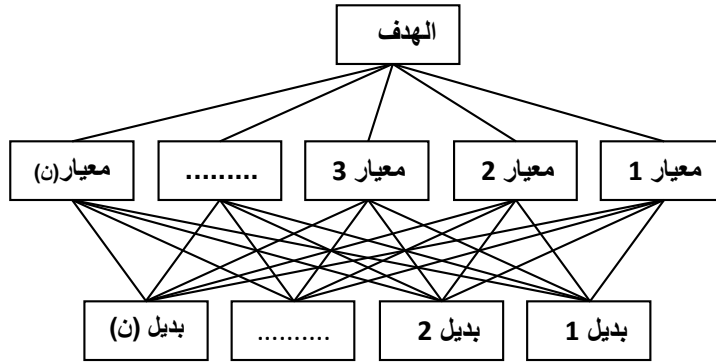 الهدف
معيار 1
معيار 2
معيار 3
.........
معيار(ن)
بديل 1
بديل 2
..........
بديل (ن)